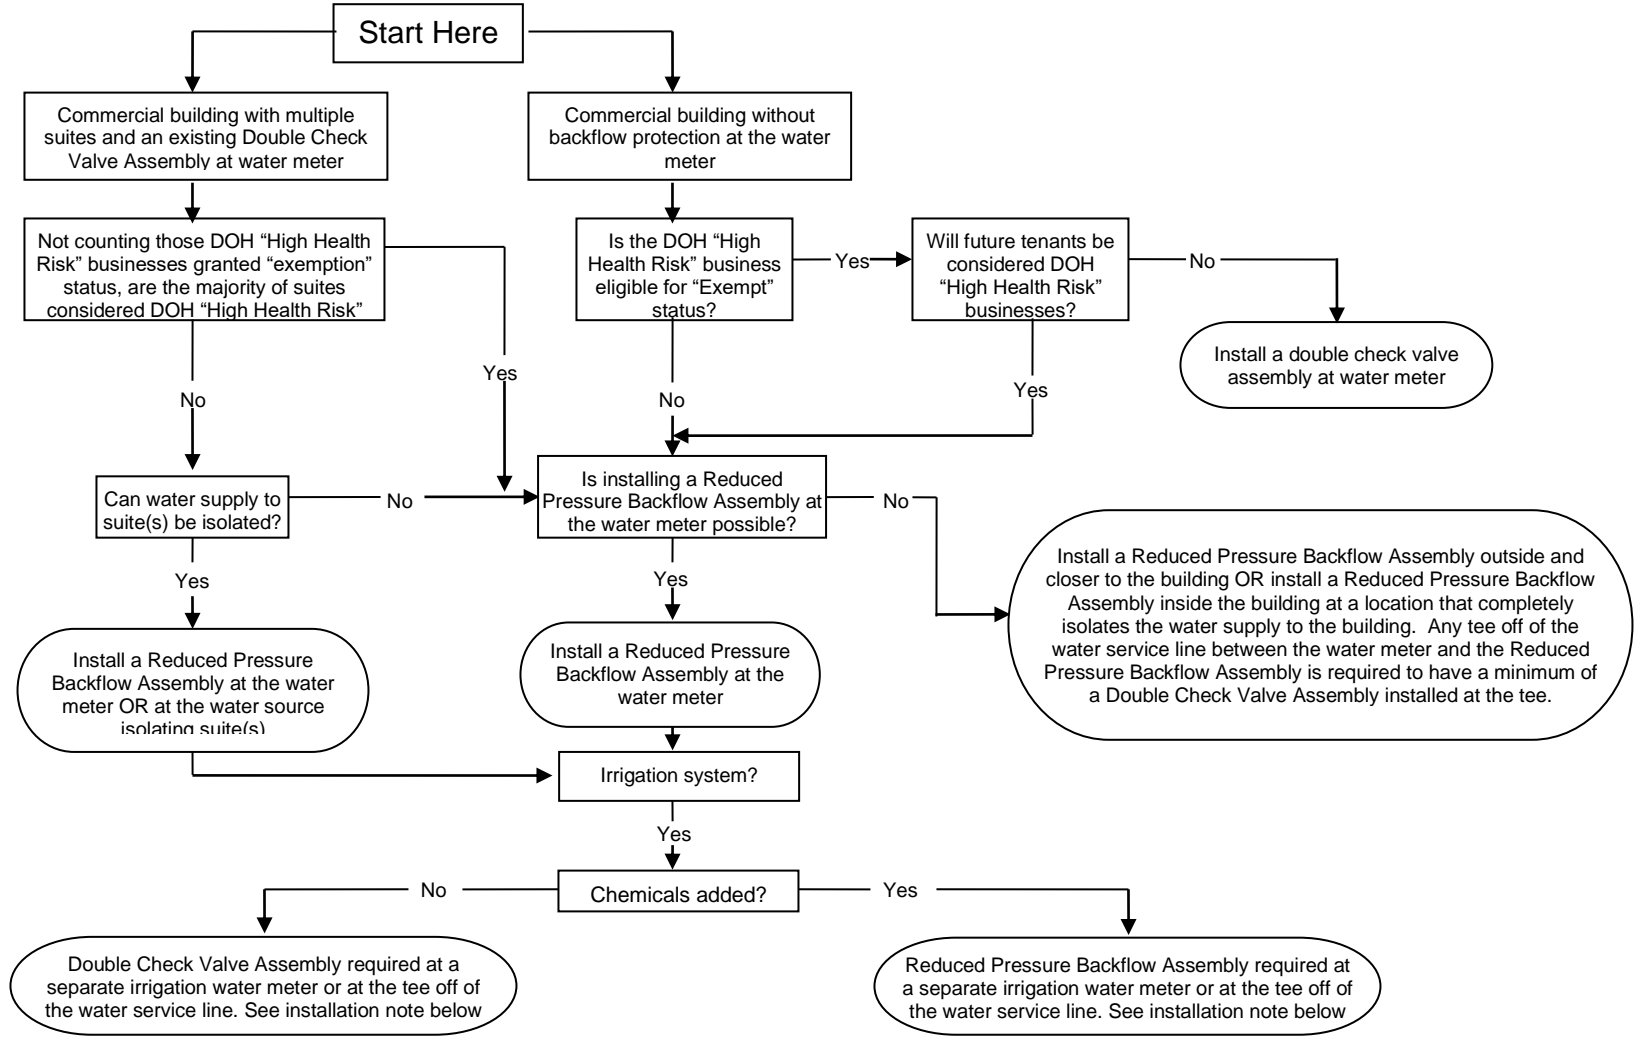 Start Here
Commercial building with multiple
suites and an existing Double Check
Valve Assembly at water meter
Commercial building without
backflow protection at the water
meter
Not counting those DOH “High Health
Risk” businesses granted “exemption”
status, are the majority of suites
considered DOH “High Health Risk”
Is the DOH “High
Health Risk” business
eligible for “Exempt”
status?
Yes
Will future tenants be
considered DOH
“High Health Risk”
businesses?
No
Install a double check valve
assembly at water meter
Yes
No
No
Yes
Can water supply to
suite(s) be isolated?
No
Is installing a Reduced
Pressure Backflow Assembly at
the water meter possible?
No
Install a Reduced Pressure Backflow Assembly outside and
closer to the building OR install a Reduced Pressure Backflow
Assembly inside the building at a location that completely
isolates the water supply to the building.  Any tee off of the
water service line between the water meter and the Reduced
Pressure Backflow Assembly is required to have a minimum of
a Double Check Valve Assembly installed at the tee.
Yes
Yes
Install a Reduced Pressure
Backflow Assembly at the water
meter OR at the water source
isolating suite(s)
Install a Reduced Pressure
Backflow Assembly at the
water meter
Irrigation system?
Yes
Chemicals added?
No
Yes
Double Check Valve Assembly required at a
separate irrigation water meter or at the tee off of
the water service line. See installation note below
Reduced Pressure Backflow Assembly required at
a separate irrigation water meter or at the tee off of
the water service line. See installation note below